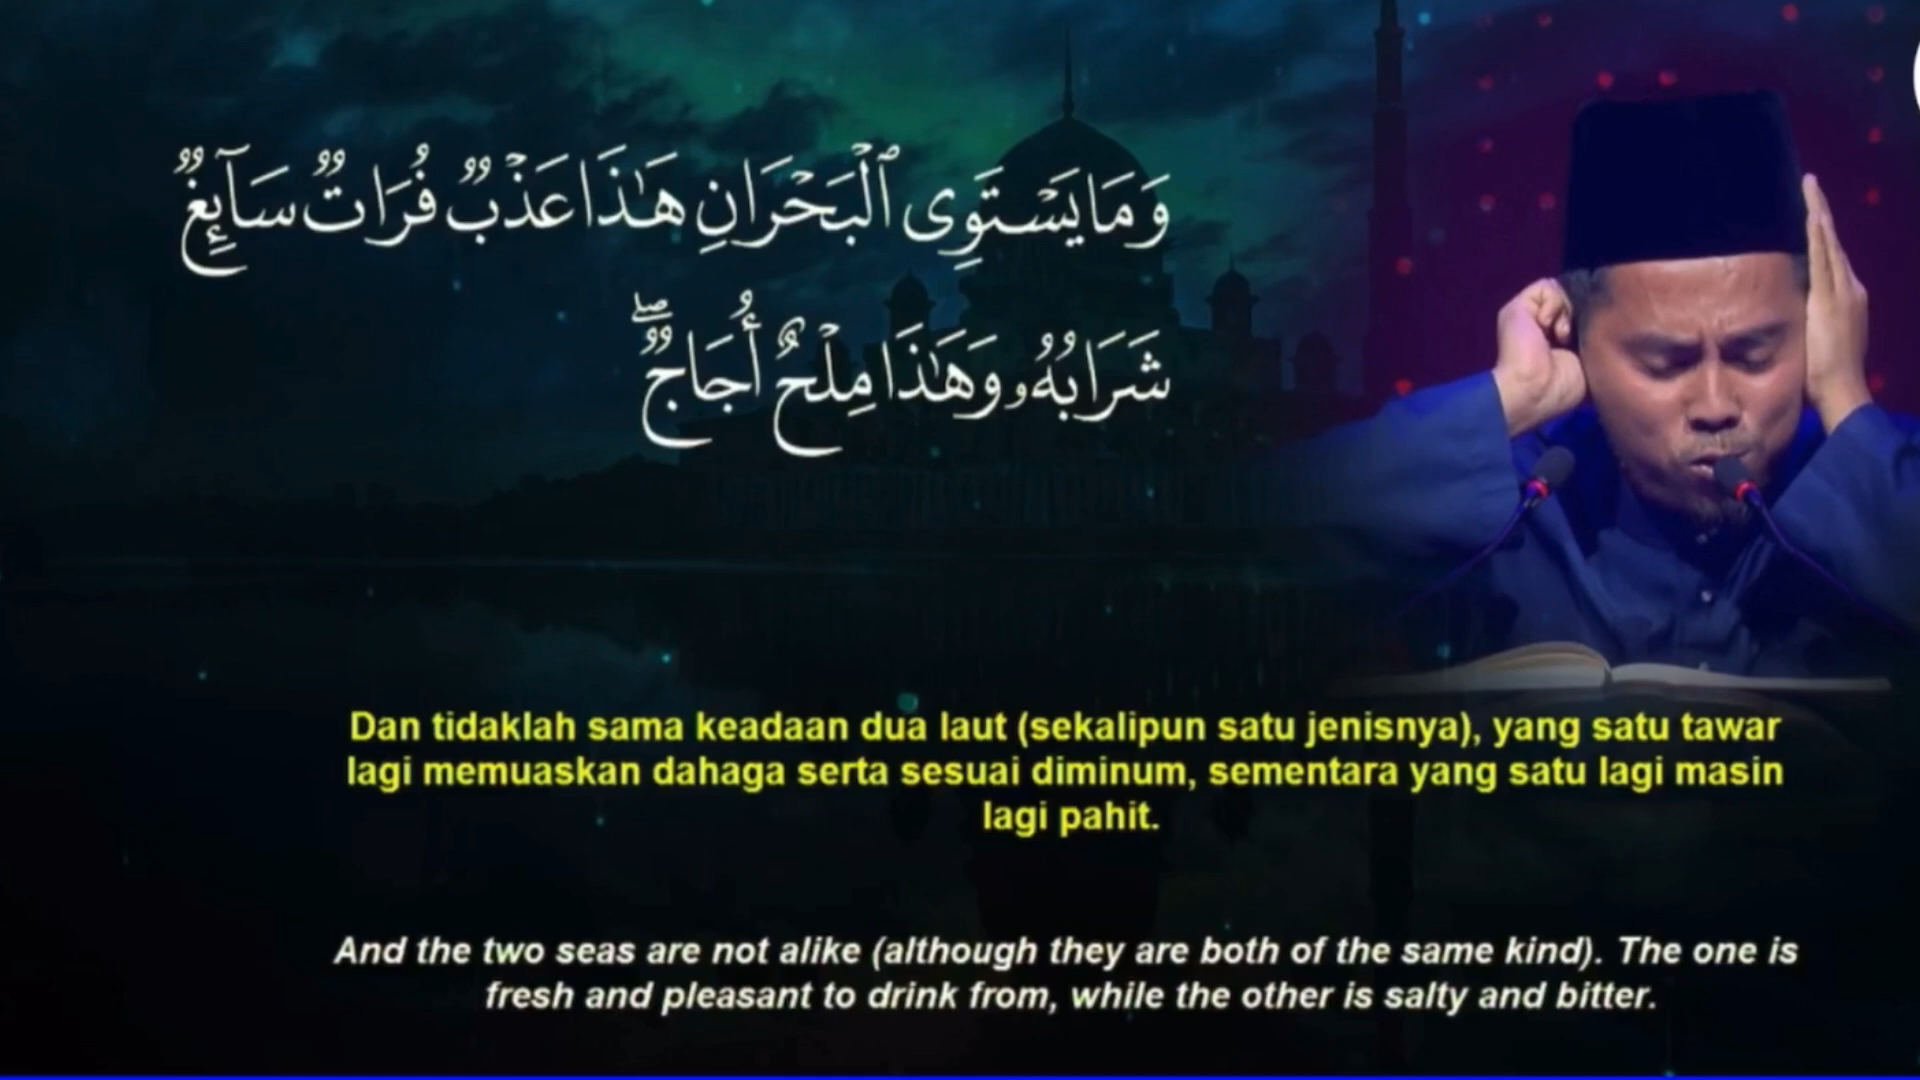 وَمَا يَسْتَوِى ٱلْبَحْرَانِ هَـٰذَا عَذْبٌ فُرَاتٌ سَآئِغٌ
شَرَابُهُۥ وَهَـٰذَا مِلْحٌ أُجَاجٌ ۖ
Dan tidaklah sama keadaan dua laut (sekalipun satu jenisnya), yang satu tawar
lagi memuaskan dahaga serta sesuai diminum, sementara yang satu lagi masin
lagi pahit.
And the two seas are not alike (although they are both of the same kind). The one is
fresh and pleasant to drink from, while the other is salty and bitter.